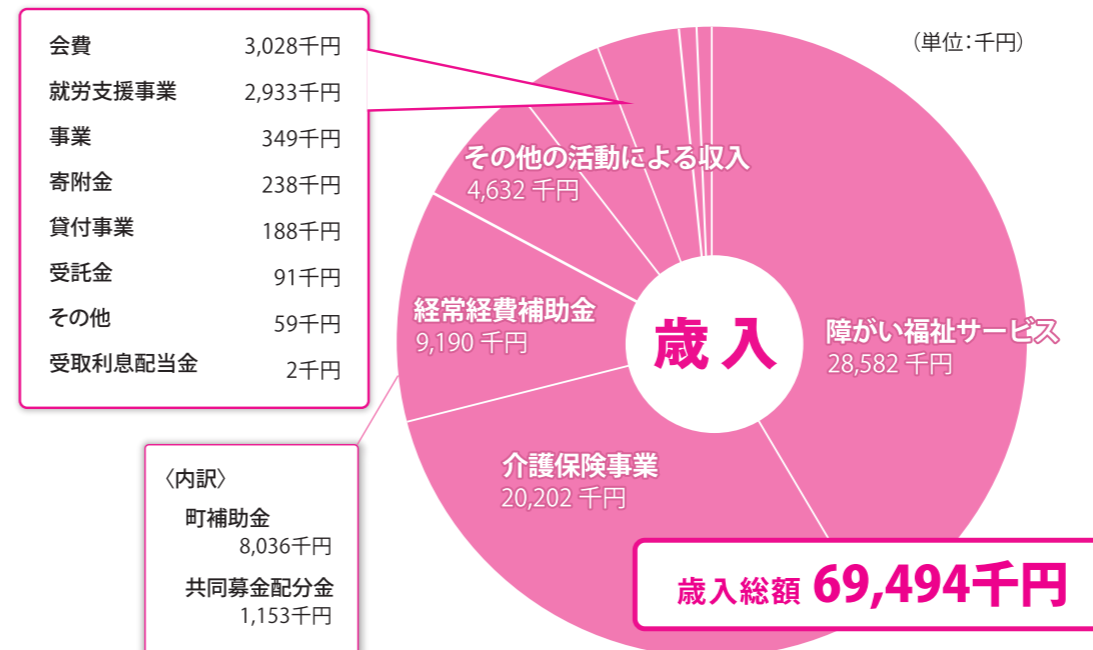 会費 3,028千円
就労支援事業 2,933千円
事業 349千円
寄附金 238千円
貸付事業 188千円
受託金 91千円
その他 59千円
受取利息配当金 2千円
(単位:千円)
その他の活動による収入
4,632 千円
経常経費補助金
9,190 千円
歳入
障がい福祉サービス
28,582 千円
介護保険事業
20,202 千円
〈内訳〉
町補助金
8,036千円
共同募金配分金
1,153千円
歳入総額 69,494千円